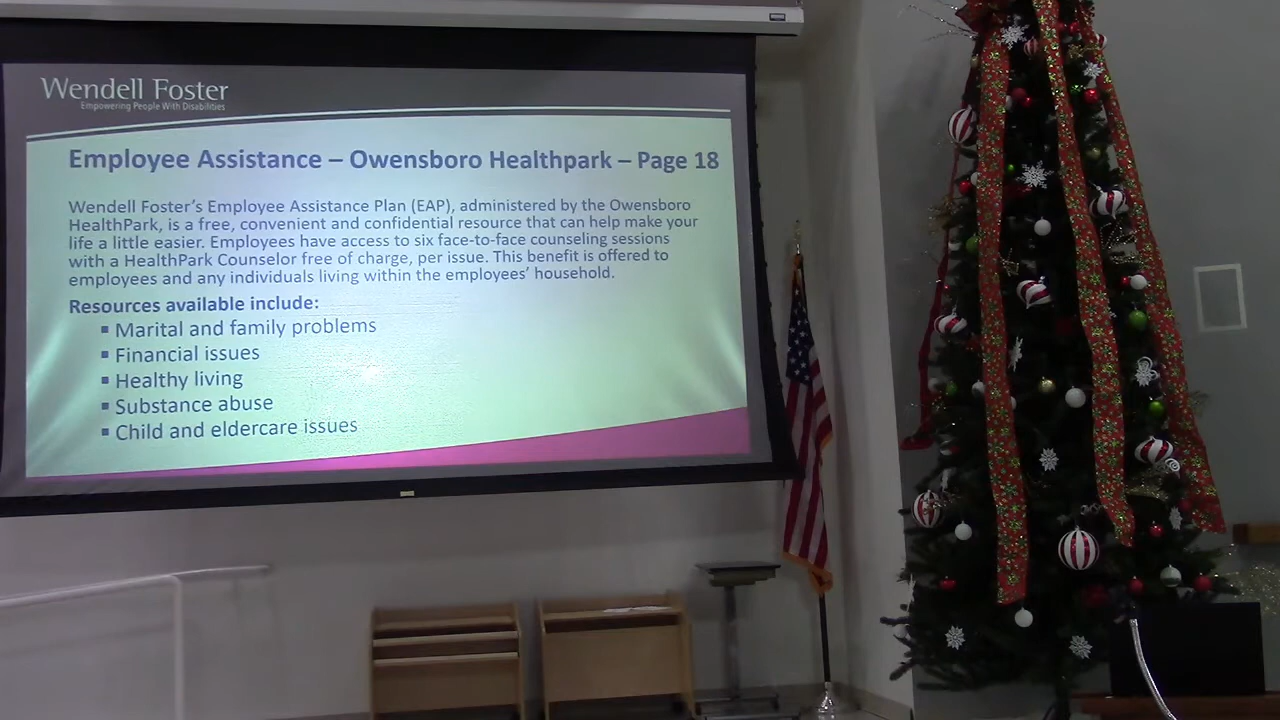 Wendell Foster
Empowering People With Disabilities
Employee Assistance – Owensboro Healthpark – Page 18
Wendell Foster's Employee Assistance Plan (EAP), administered by the Owensboro
HealthPark, is a free, convenient and confidential resource that can help make your
life a little easier. Employees have access to six face-to-face counseling sessions
with a HealthPark Counselor free of charge, per issue. This benefit is offered to
employees and any individuals living within the employees' household.
Resources available include:
▪ Marital and family problems
▪ Financial issues
▪ Healthy living
▪ Substance abuse
▪ Child and eldercare issues